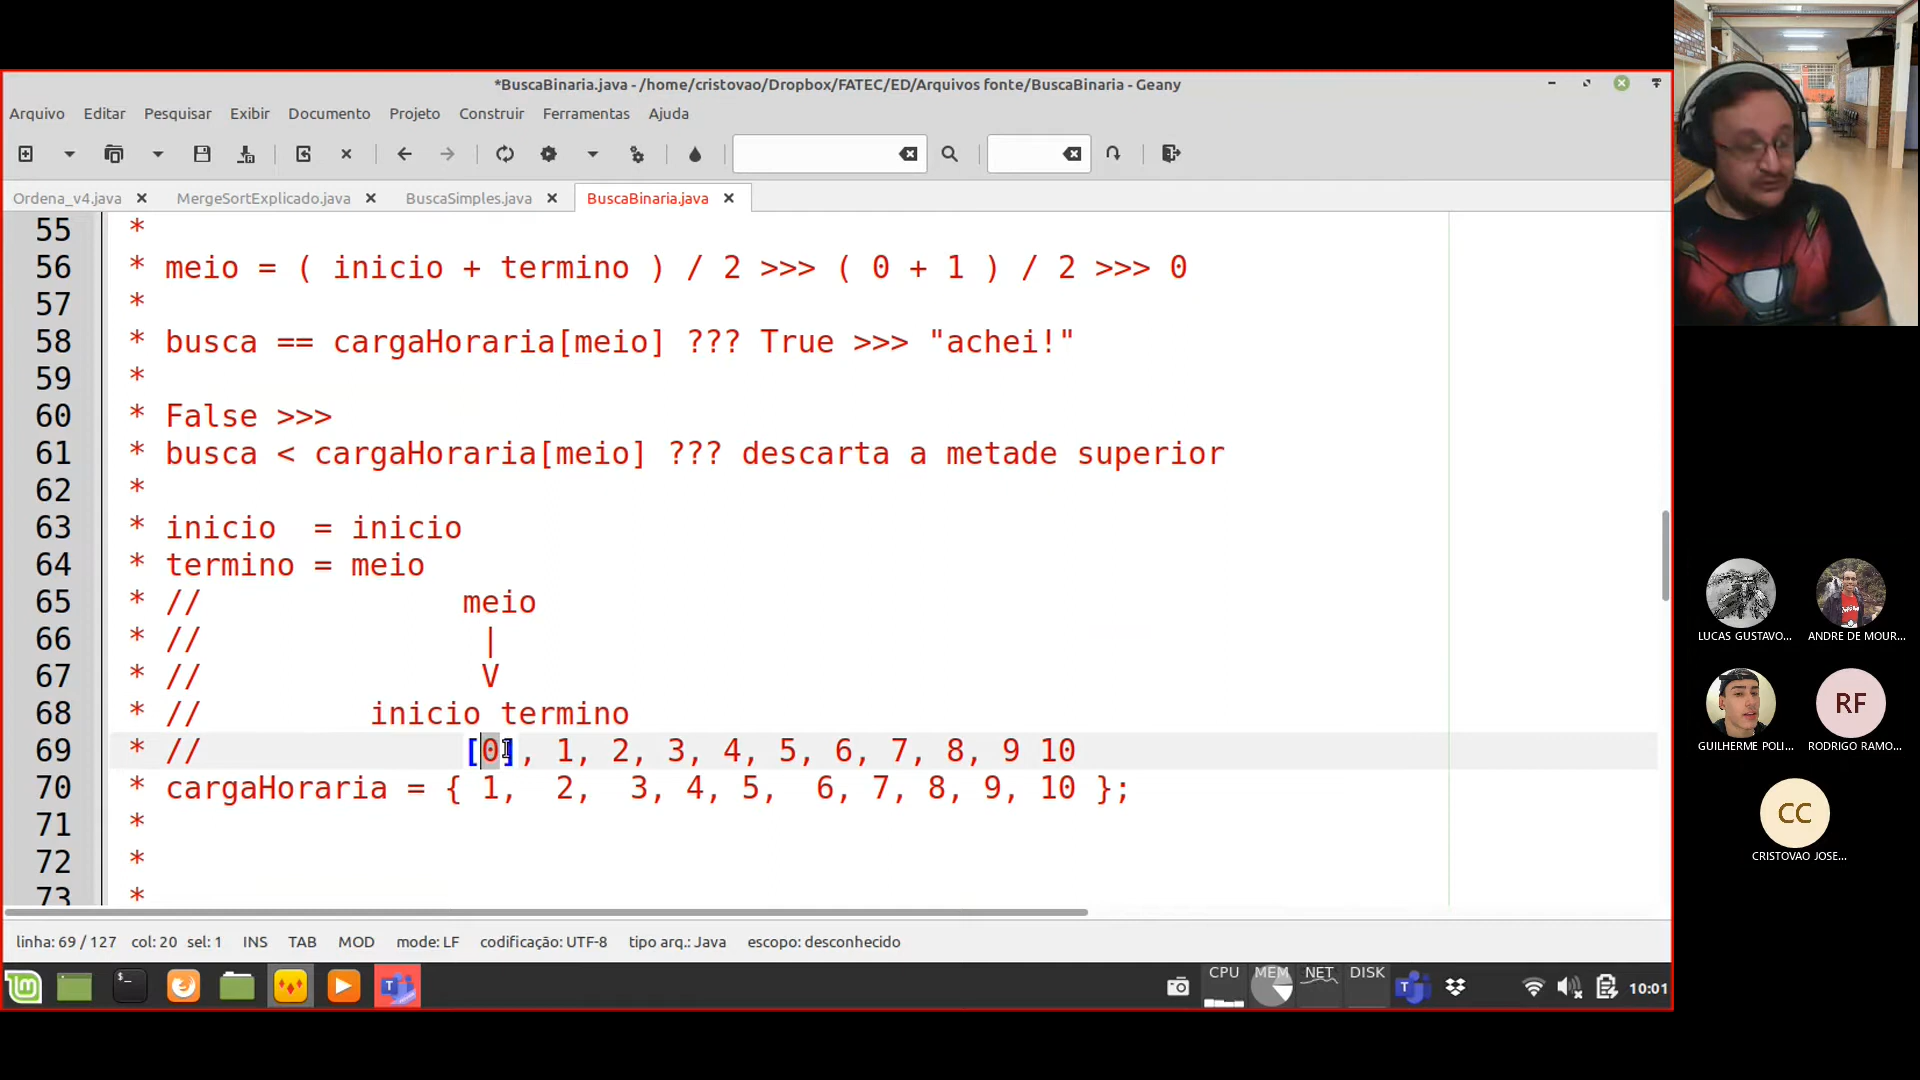 *BuscaBinaria.java - /home/cristovao/Dropbox/FATEC/ED/Arquivos fonte/BuscaBinaria - Geany
Arquivo Editar Pesquisar Exibir Documento Projeto Construir Ferramentas Ajuda
Ordena_v4.java MergeSortExplicado.java BuscaSimples.java BuscaBinaria.java
55 *
56 * meio = ( inicio + termino ) / 2 >>> ( 0 + 1 ) / 2 >>> 0
57 *
58 * busca == cargaHoraria[meio] ??? True >>> "achei!"
59 *
60 * False >>>
61 * busca < cargaHoraria[meio] ??? descarta a metade superior
62 *
63 * inicio  = inicio
64 * termino = meio
65 * //              meio
66 * //               |
67 * //               V
68 * //         inicio termino
69 * //              [0], 1, 2, 3, 4, 5, 6, 7, 8, 9 10
70 * cargaHoraria = { 1,  2,  3, 4, 5,  6, 7, 8, 9, 10 };
71 *
72 *
73 *
linha: 69 / 127 col: 20 sel: 1 INS TAB MOD mode: LF codificação: UTF-8 tipo arq.: Java escopo: desconhecido
CPU MEM NET DISK
10:01
LUCAS GUSTAVO... ANDRE DE MOUR...
RF
GUILHERME POLI... RODRIGO RAMO...
CC
CRISTOVAO JOSE...